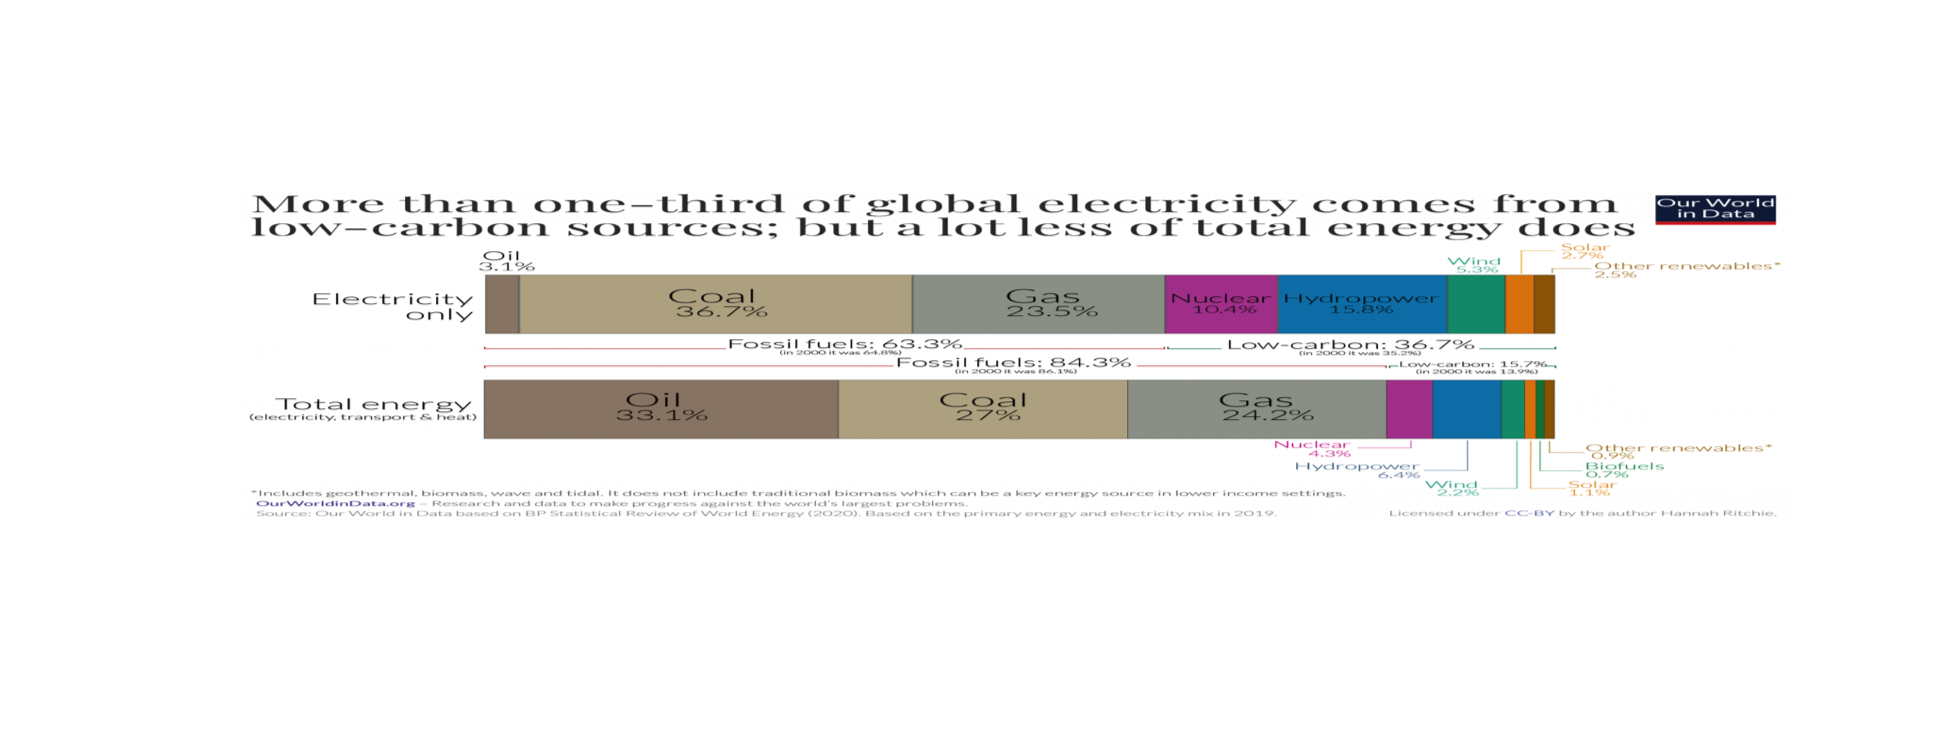 More than one-third of global electricity comes from
low-carbon sources; but a lot less of total energy does
Our World
in Data
Oil
3.1%
Wind
5.3%
Solar
2.7%
Other renewables*
2.5%
Electricity
only
Coal
36.7%
Gas
23.5%
Nuclear
10.4%
Hydropower
15.8%
Fossil fuels: 63.3%
(in 2000 it was 64.8%)
Low-carbon: 36.7%
(in 2000 it was 35.2%)
Fossil fuels: 84.3%
(in 2000 it was 86.1%)
Low-carbon: 15.7%
(in 2000 it was 13.9%)
Total energy
(electricity, transport & heat)
Oil
33.1%
Coal
27%
Gas
24.2%
Nuclear
4.3%
Hydropower
6.4%
Wind
2.2%
Other renewables*
0.9%
Biofuels
0.7%
Solar
1.1%
*Includes geothermal, biomass, wave and tidal. It does not include traditional biomass which can be a key energy source in lower income settings.
OurWorldinData.org – Research and data to make progress against the world's largest problems.
Source: Our World in Data based on BP Statistical Review of World Energy (2020). Based on the primary energy and electricity mix in 2019.
Licensed under CC-BY by the author Hannah Ritchie.